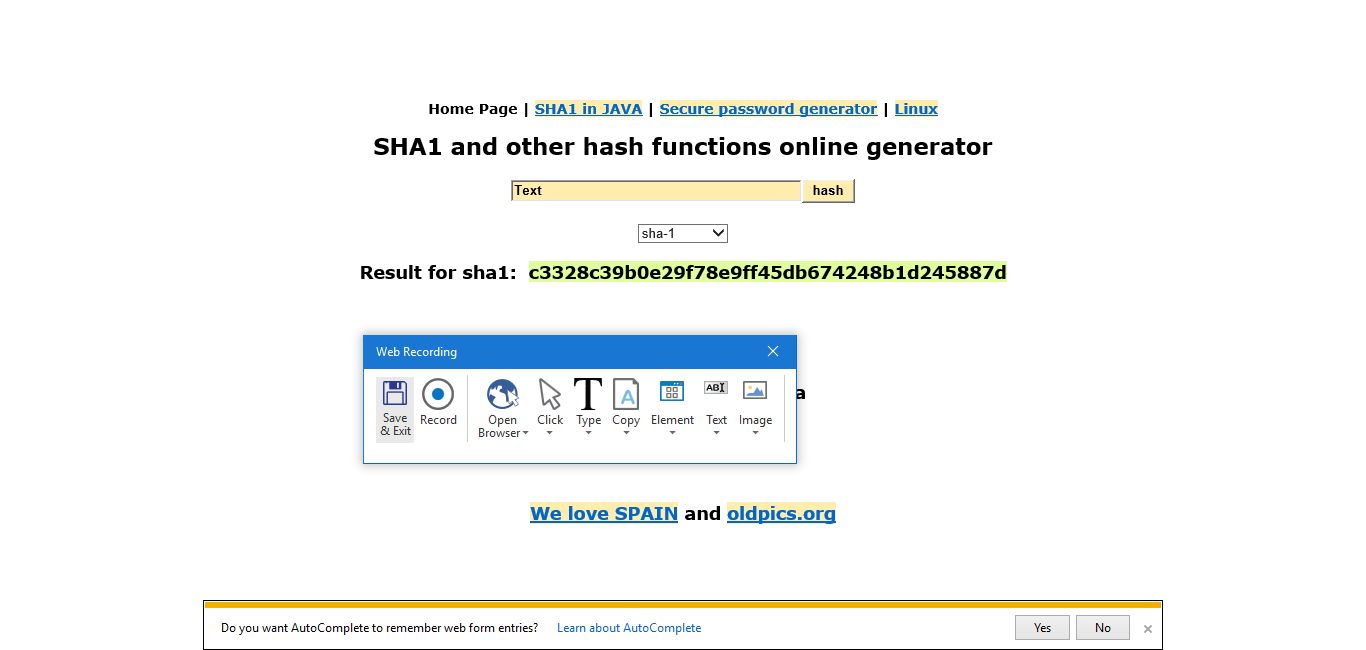 Home Page | SHA1 in JAVA | Secure password generator | Linux
SHA1 and other hash functions online generator
Text hash
sha-1
Result for sha1: c3328c39b0e29f78e9ff45db674248b1d245887d
Web Recording
Save & Exit
Record
Open Browser
Click
Type
Copy
Element
ABI
Text
Image
a
We love SPAIN and oldpics.org
Do you want AutoComplete to remember web form entries? Learn about AutoComplete Yes No